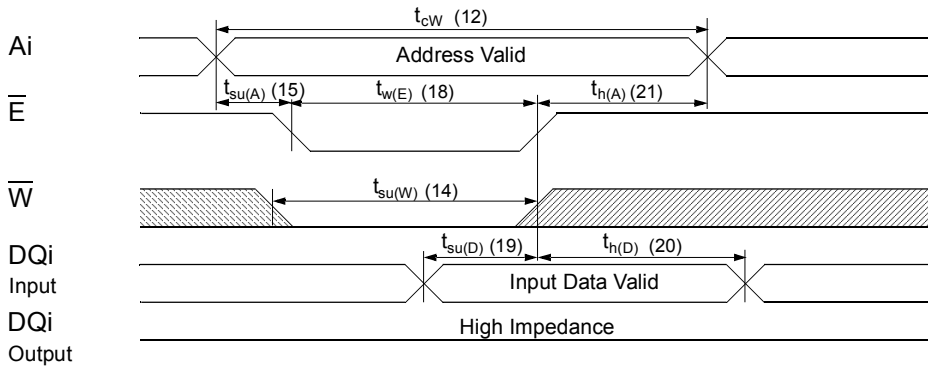 t_cW (12)
Ai
Address Valid
t_su(A) (15) t_w(E) (18) t_h(A) (21)
E̅
t_su(W) (14)
W̅
DQi
t_su(D) (19) t_h(D) (20)
Input
Input Data Valid
DQi
High Impedance
Output